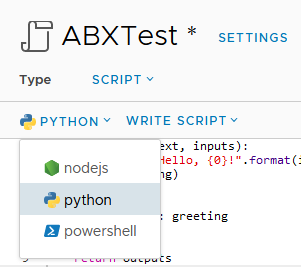 ABXTest *
SETTINGS
Type
SCRIPT
PYTHON
WRITE SCRIPT
ext, inputs):
nodejs
Hello, {0}!".format(i
ng)
python
: greeting
powershell
9
return outputs